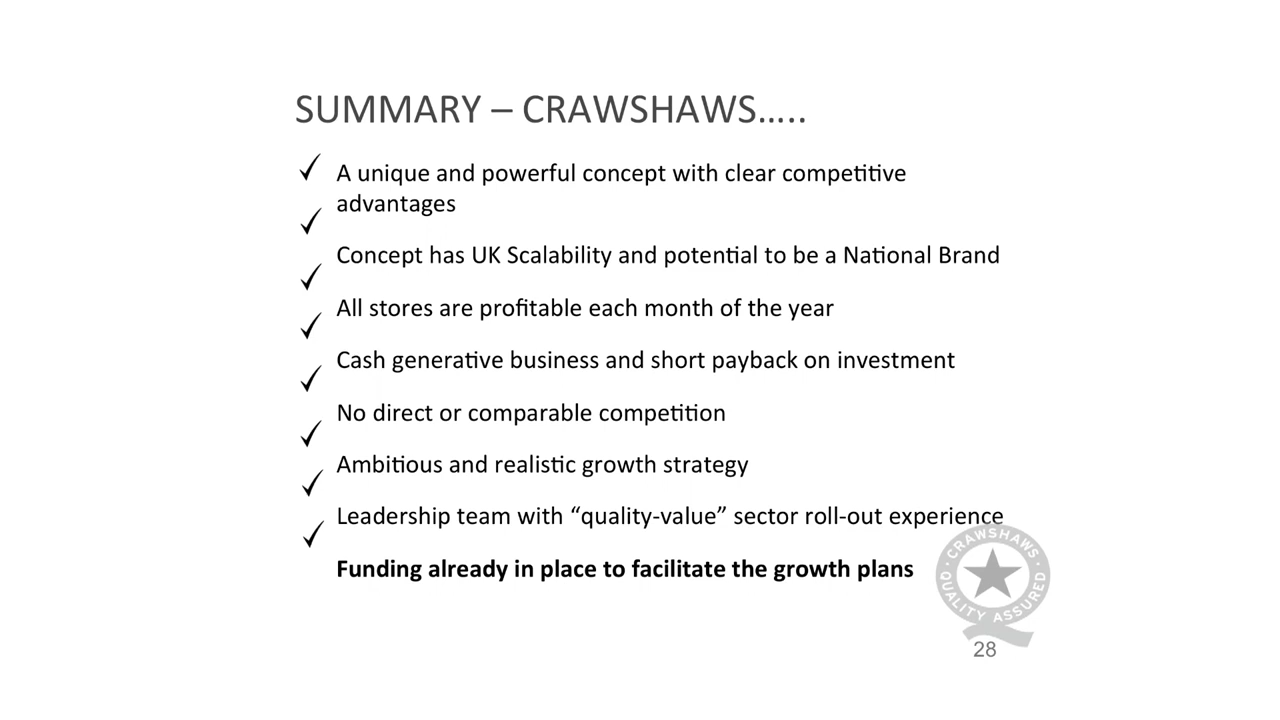 SUMMARY – CRAWSHAWS…..
✓ A unique and powerful concept with clear competitive
advantages
✓ Concept has UK Scalability and potential to be a National Brand
✓ All stores are profitable each month of the year
✓ Cash generative business and short payback on investment
✓ No direct or comparable competition
✓ Ambitious and realistic growth strategy
✓ Leadership team with “quality-value” sector roll-out experience
✓ Funding already in place to facilitate the growth plans
· CRAWSHAWS ·
QUALITY ASSURED
28